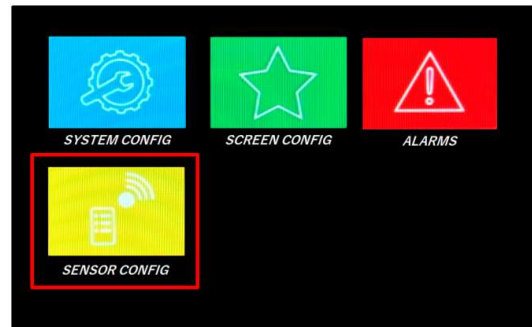 SYSTEM CONFIG
SCREEN CONFIG
ALARMS
SENSOR CONFIG